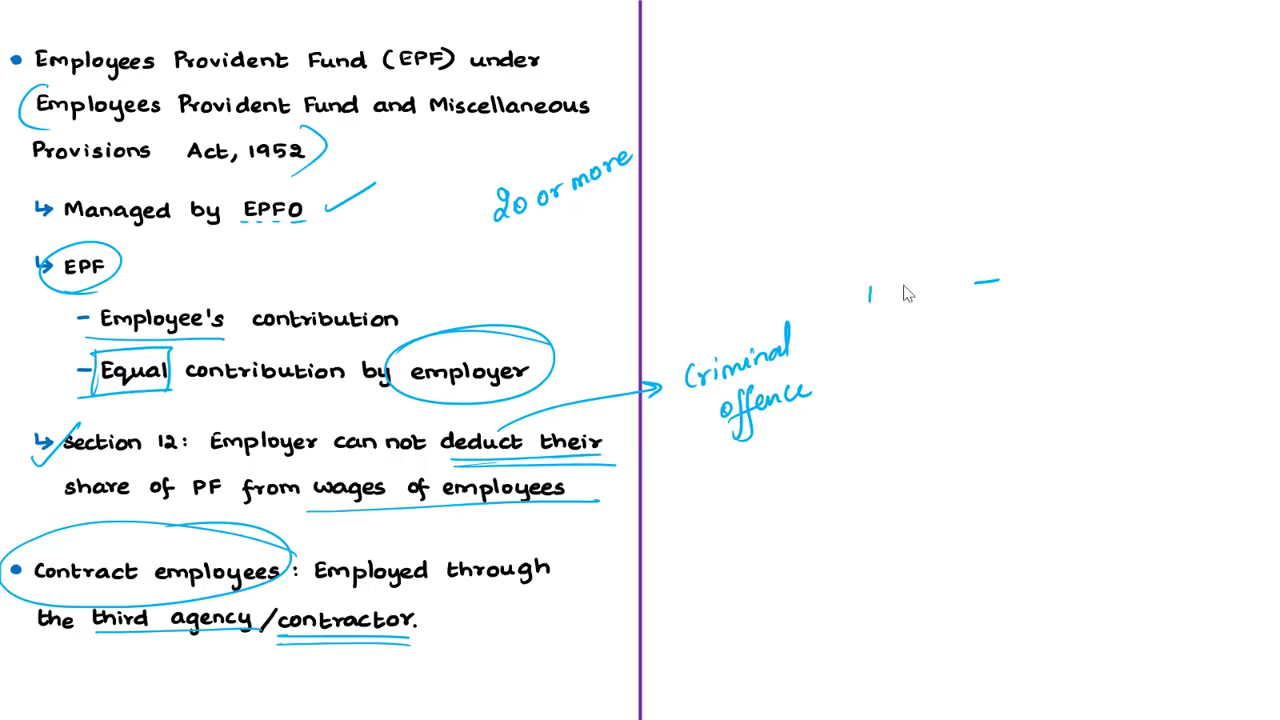 • Employees Provident Fund (EPF) under
Employees Provident Fund and Miscellaneous
Provisions Act, 1952
↳ Managed by EPFO
20 or more
↳ EPF
- Employee's contribution
- Equal contribution by employer
Criminal
offence
↳ Section 12: Employer can not deduct their
share of PF from wages of employees
• Contract employees : Employed through
the third agency/contractor.